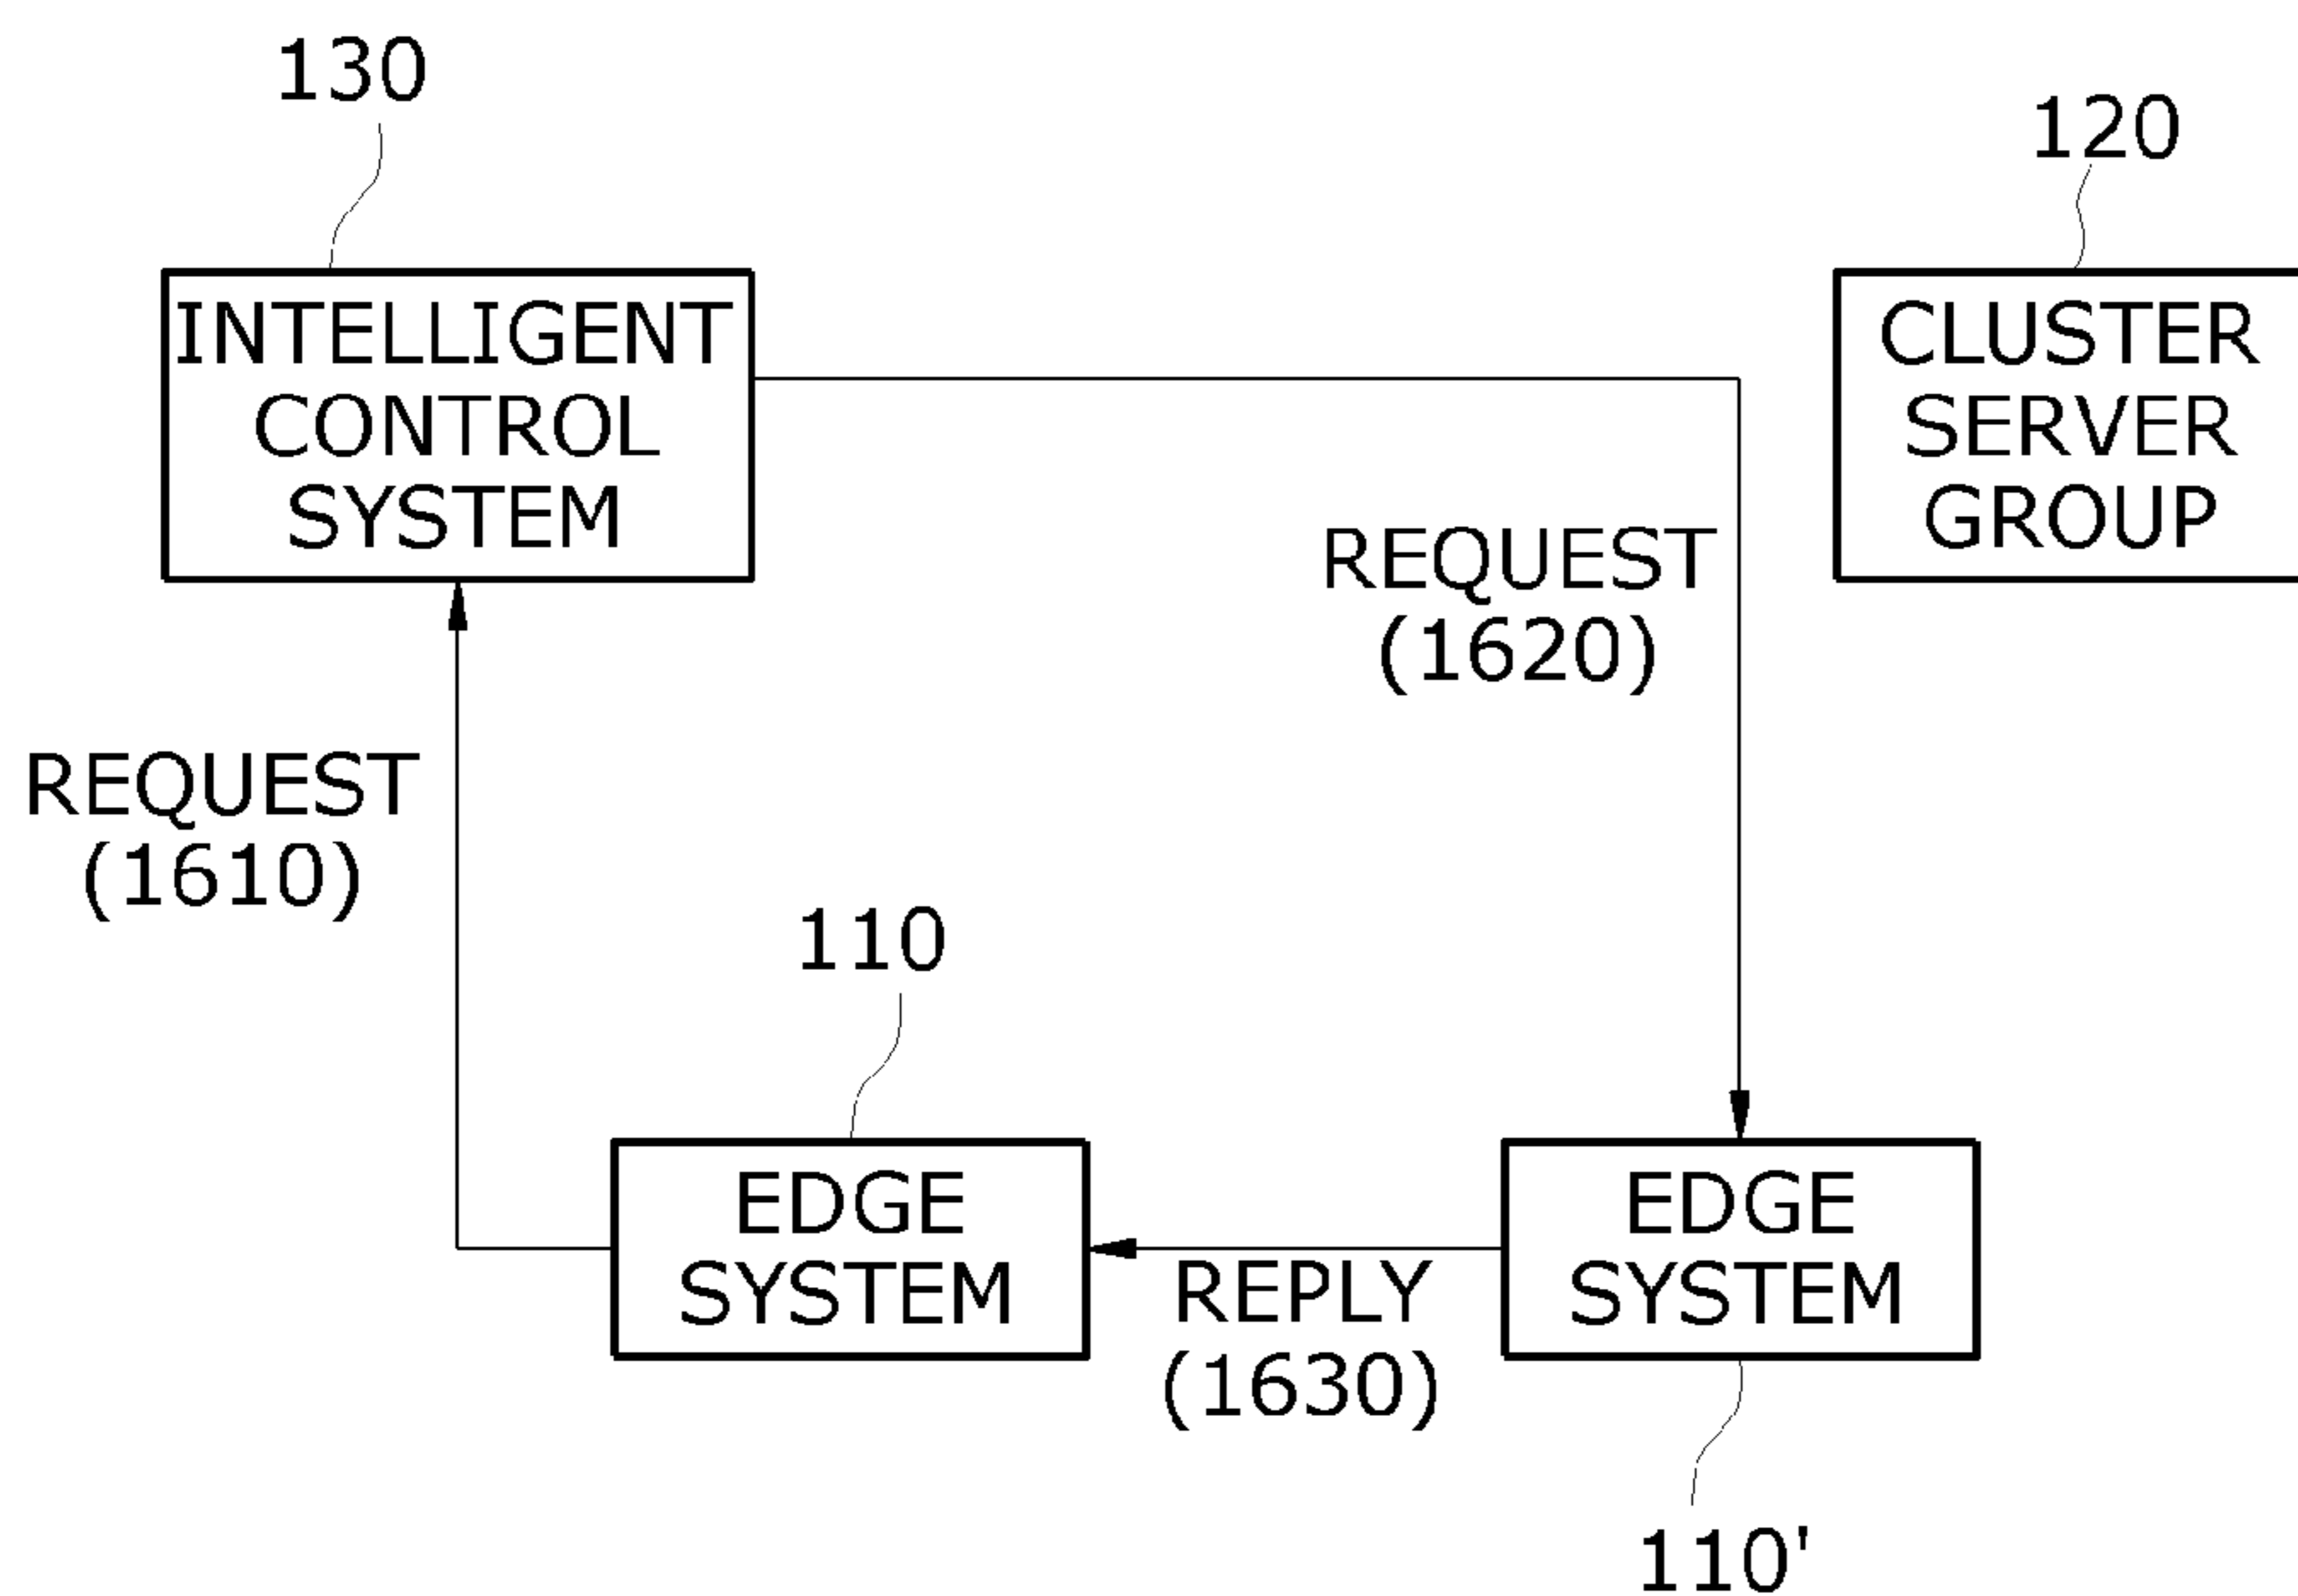 130
120
INTELLIGENT
CONTROL
SYSTEM
CLUSTER
SERVER
GROUP
REQUEST
(1620)
REQUEST
(1610)
110
EDGE
SYSTEM
REPLY
(1630)
EDGE
SYSTEM
110'